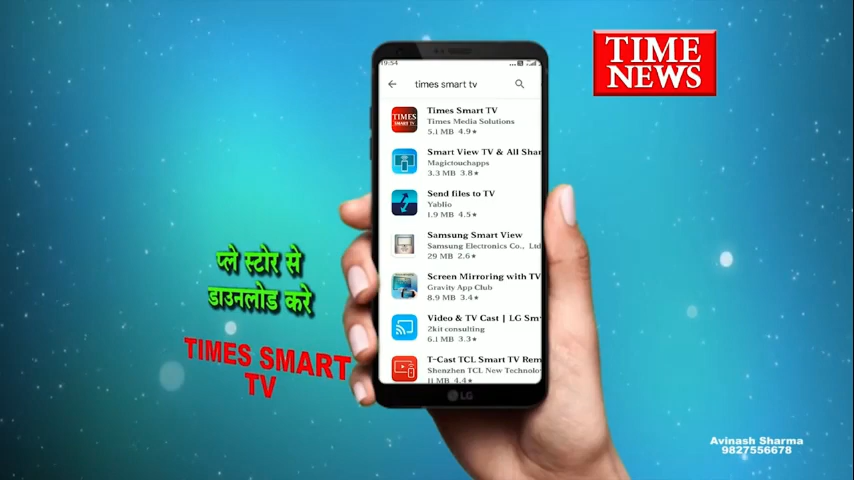 TIME
NEWS
19:54
times smart tv
TIMES
SMART TV
Times Smart TV
Times Media Solutions
5.1 MB 4.9★
Smart View TV & All Shar
Magictouchapps
3.3 MB 3.8★
Send files to TV
Yablio
1.9 MB 4.5★
Samsung Smart View
Samsung Electronics Co., Ltd
29 MB 2.6★
Screen Mirroring with TV
Gravity App Club
8.9 MB 3.4★
Video & TV Cast | LG Sm
2kit consulting
6.1 MB 3.3★
T-Cast TCL Smart TV Rem
Shenzhen TCL New Technolo
11 MB 4.4★
LG
प्ले स्टोर से
डाउनलोड करे
TIMES SMART
TV
Avinash Sharma
9827556678